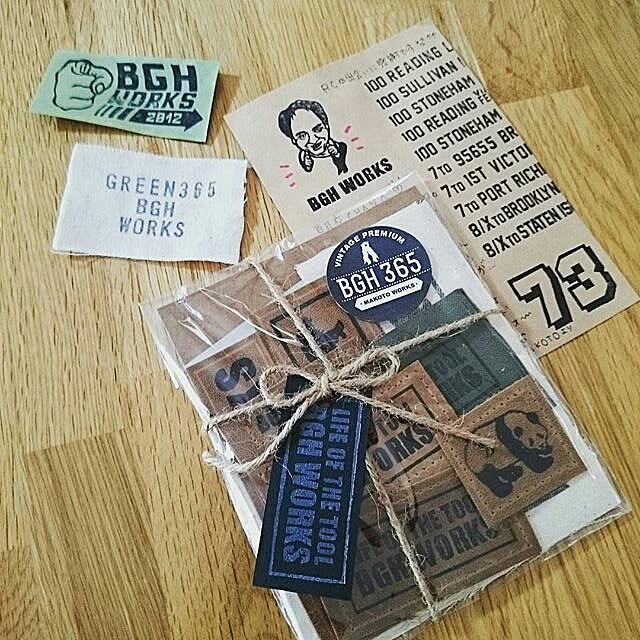 BGH
WORKS
2012
GREEN365
BGH
WORKS
BGH WORKS
100 READING
100 SULLIVAN
100 STONEHAM
100 READING
100 STONEHAM
7 TO 95655 BR
7 TO 1ST VICTOR
7 TO PORT RICH
8/X TO BROOKLYN
8/X TO STATEN IS
73
VINTAGE PREMIUM
BGH 365
MAKOTO WORKS
LIFE OF THE TOOL
BGH WORKS
WORKS
LIFE OF THE TOOL
BGH WORKS